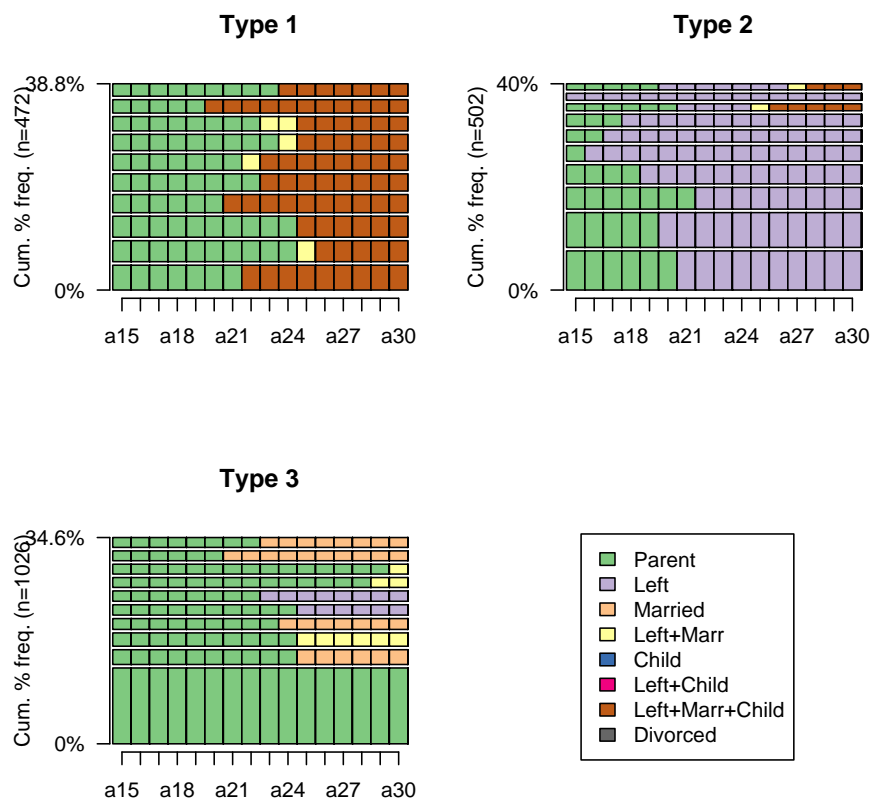 Type 1
Cum. % freq. (n=472)
38.8%
0%
a15 a18 a21 a24 a27 a30
Type 2
Cum. % freq. (n=502)
40%
0%
a15 a18 a21 a24 a27 a30
Type 3
Cum. % freq. (n=1026)
34.6%
0%
a15 a18 a21 a24 a27 a30
Parent
Left
Married
Left+Marr
Child
Left+Child
Left+Marr+Child
Divorced